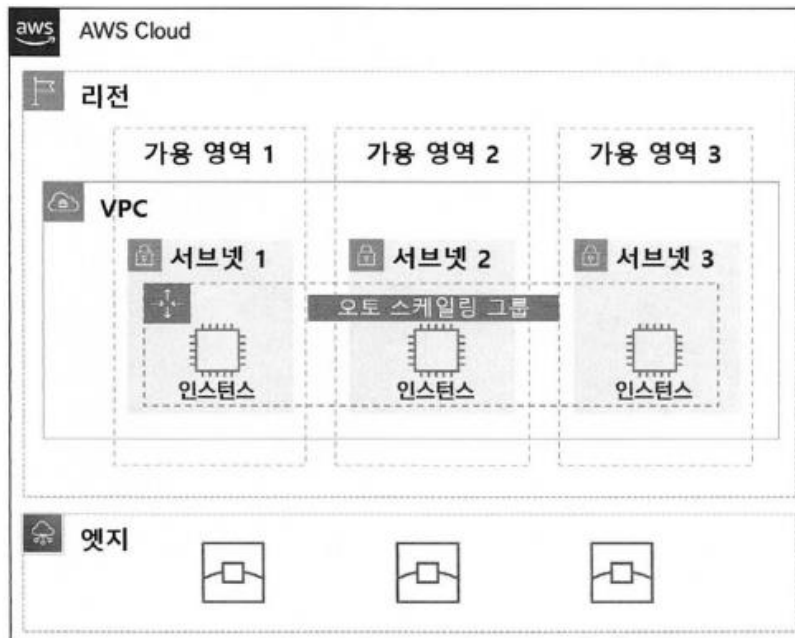 aws AWS Cloud
리전
가용 영역 1 가용 영역 2 가용 영역 3
VPC
서브넷 1 서브넷 2 서브넷 3
오토 스케일링 그룹
인스턴스 인스턴스 인스턴스
엣지